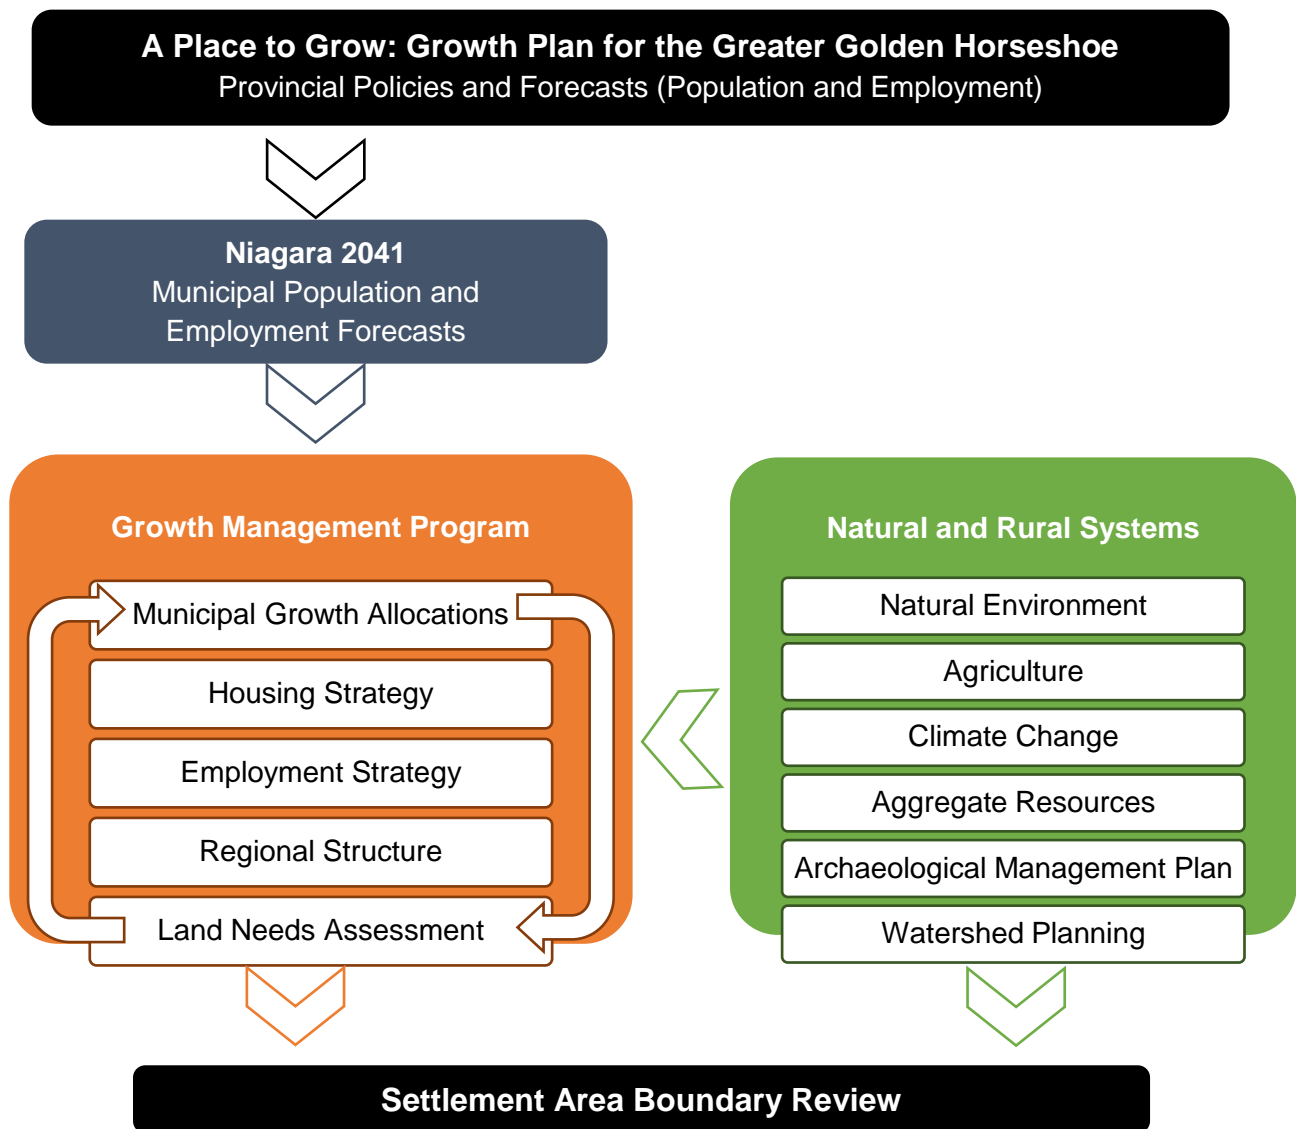 A Place to Grow: Growth Plan for the Greater Golden Horseshoe
Provincial Policies and Forecasts (Population and Employment)
Niagara 2041
Municipal Population and
Employment Forecasts
Growth Management Program
Municipal Growth Allocations
Housing Strategy
Employment Strategy
Regional Structure
Land Needs Assessment
Natural and Rural Systems
Natural Environment
Agriculture
Climate Change
Aggregate Resources
Archaeological Management Plan
Watershed Planning
Settlement Area Boundary Review